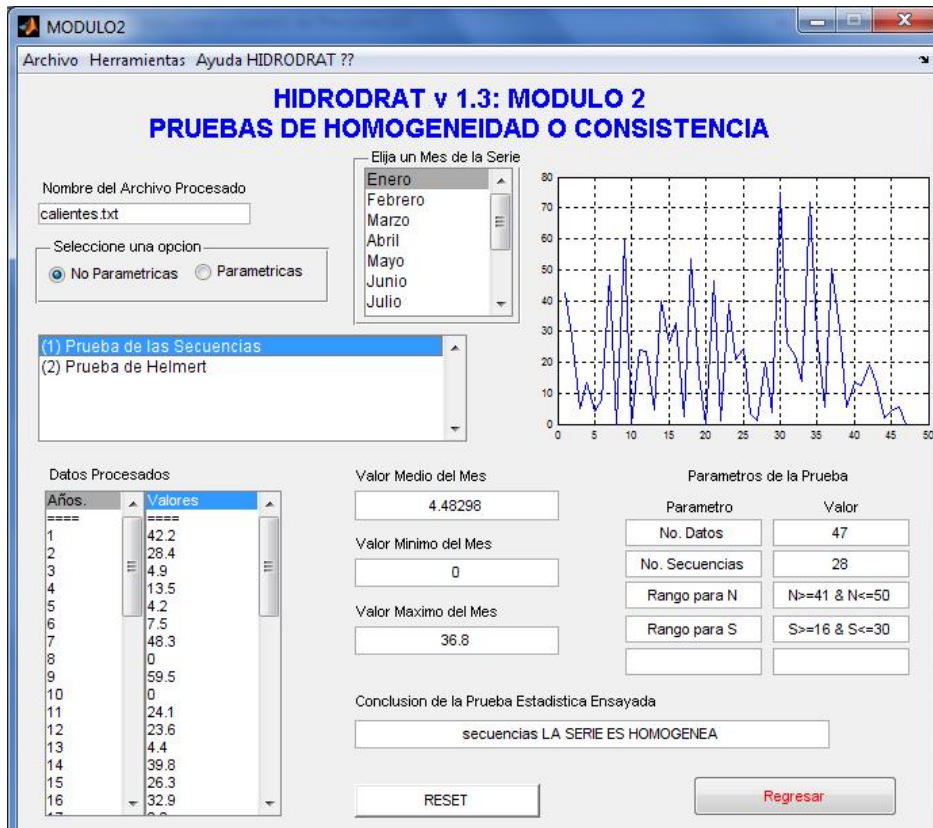 MODULO2
Archivo Herramientas Ayuda HIDRODRAT ??
HIDRODRAT v 1.3: MODULO 2
PRUEBAS DE HOMOGENEIDAD O CONSISTENCIA
Nombre del Archivo Procesado
calientes.txt
Seleccione una opcion
No Parametricas Parametricas
Elija un Mes de la Serie
Enero
Febrero
Marzo
Abril
Mayo
Junio
Julio
80
70
60
50
40
30
20
10
0
0 5 10 15 20 25 30 35 40 45 50
(1) Prueba de las Secuencias
(2) Prueba de Helmert
Datos Procesados
Años. Valores
==== ====
1 42.2
2 28.4
3 4.9
4 13.5
5 4.2
6 7.5
7 48.3
8 0
9 59.5
10 0
11 24.1
12 23.6
13 4.4
14 39.8
15 26.3
16 32.9
Valor Medio del Mes
4.48298
Valor Minimo del Mes
0
Valor Maximo del Mes
36.8
Parametros de la Prueba
Parametro Valor
No. Datos 47
No. Secuencias 28
Rango para N N>=41 & N<=50
Rango para S S>=16 & S<=30
Conclusion de la Prueba Estadistica Ensayada
secuencias LA SERIE ES HOMOGENEA
RESET
Regresar